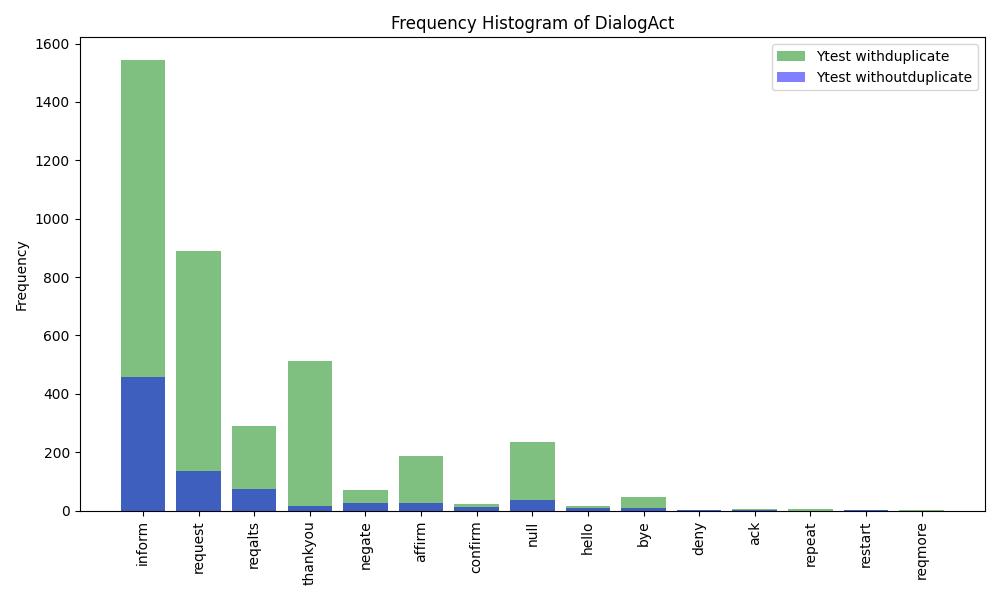 Frequency Histogram of DialogAct
Ytest withduplicate
Ytest withoutduplicate
Frequency
1600
1400
1200
1000
800
600
400
200
0
inform
request
reqalts
thankyou
negate
affirm
confirm
null
hello
bye
deny
ack
repeat
restart
reqmore